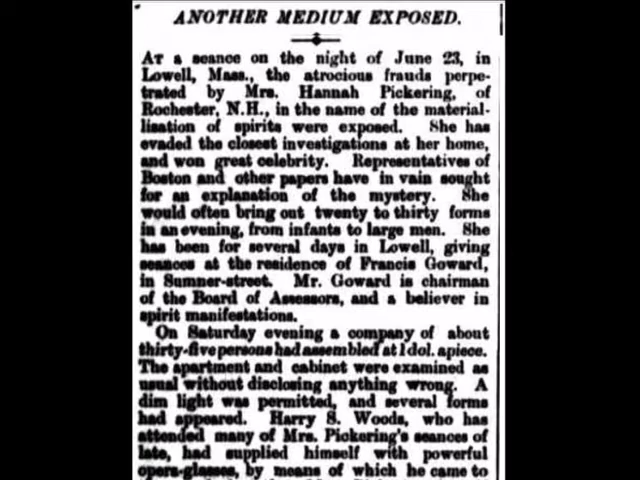 ANOTHER MEDIUM EXPOSED.
AT a seance on the night of June 23, in
Lowell, Mass., the atrocious frauds perpe-
trated by Mrs. Hannah Pickering, of
Rochester, N.H., in the name of the material-
lisation of spirits were exposed. She has
evaded the closest investigations at her home,
and won great celebrity. Representatives of
Boston and other papers have in vain sought
for an explanation of the mystery. She
would often bring out twenty to thirty forms
in an evening, from infants to large men. She
has been for several days in Lowell, giving
seances at the residence of Francis Goward,
in Sumner-street. Mr. Goward is chairman
of the Board of Assessors, and a believer in
spirit manifestations.
On Saturday evening a company of about
thirty-five persons had assembled at 1 dol. apiece.
The apartment and cabinet were examined as
usual without disclosing anything wrong. A
dim light was permitted, and several forms
had appeared. Harry S. Woods, who has
attended many of Mrs. Pickering's seances of
late, had supplied himself with powerful
opera-glasses, by means of which he came to